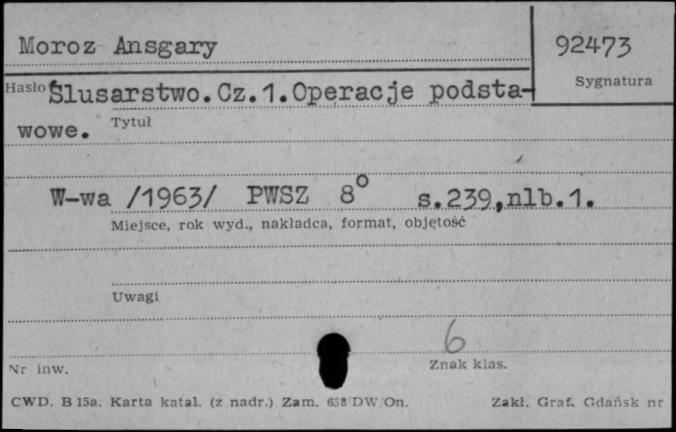 Moroz Ansgary
92473
Hasło
Sygnatura
Ślusarstwo.Cz.1.Operacje podsta-
wowe.
Tytuł
W-wa /1963/ PWSZ 8° s.239,nlb.1.
Miejsce, rok wyd., nakładca, format, objętość
Uwagi
6
Nr inw.
Znak klas.
CWD. B 15a. Karta katal. (z nadr.) Zam. 658 DW/On.
Zakł. Graf. Gdańsk nr